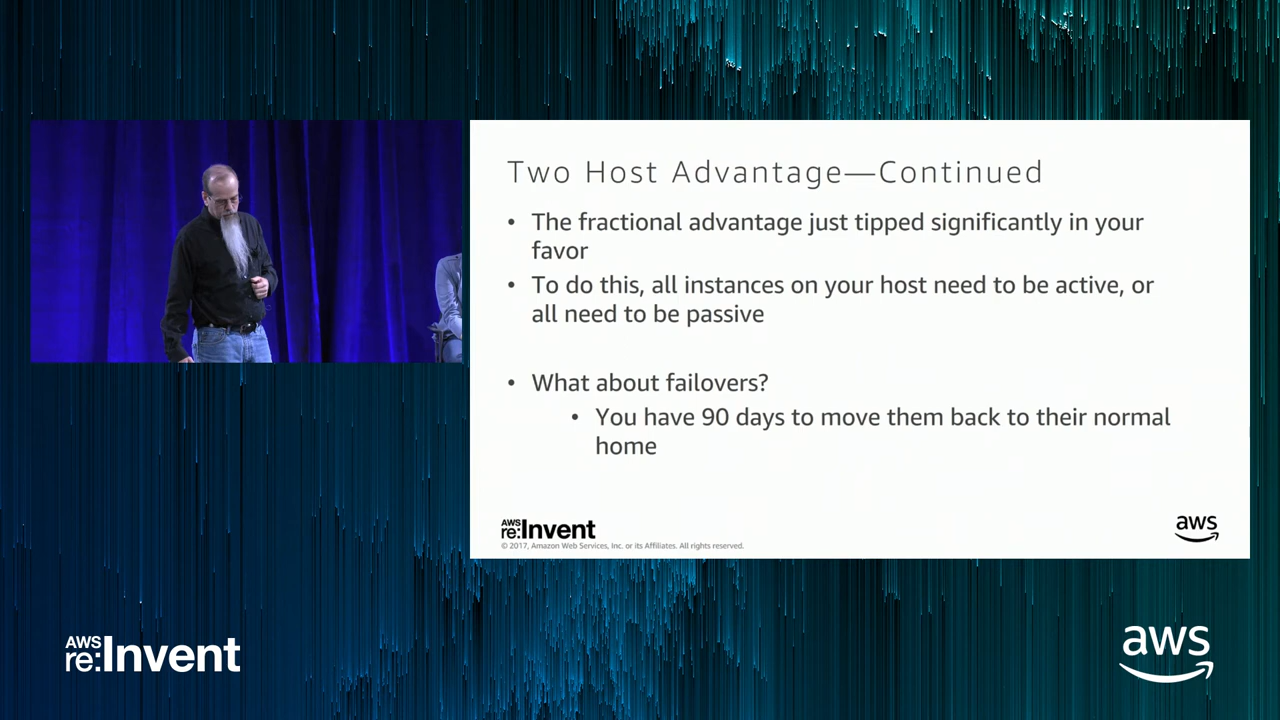 Two Host Advantage—Continued
• The fractional advantage just tipped significantly in your
favor
• To do this, all instances on your host need to be active, or
all need to be passive
• What about failovers?
• You have 90 days to move them back to their normal
home
AWS
re:Invent
© 2017, Amazon Web Services, Inc. or its Affiliates. All rights reserved.
aws
AWS
re:Invent
aws